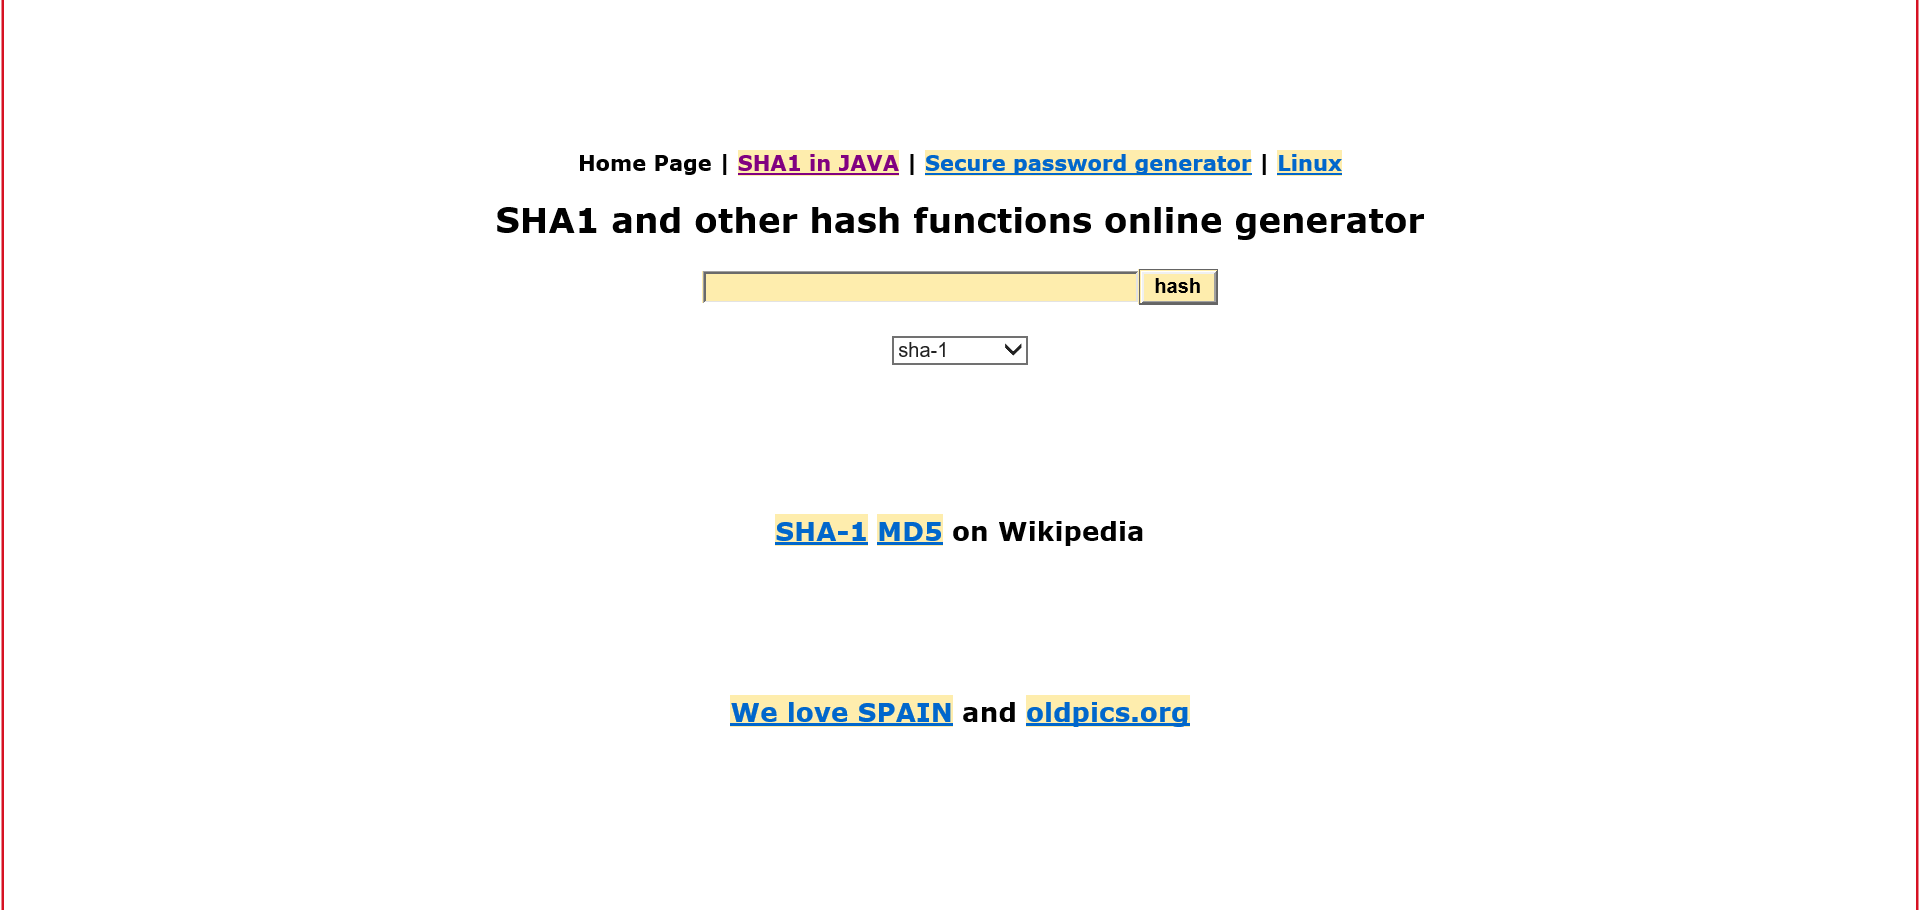 Home Page | SHA1 in JAVA | Secure password generator | Linux
SHA1 and other hash functions online generator
hash
sha-1
SHA-1 MD5 on Wikipedia
We love SPAIN and oldpics.org